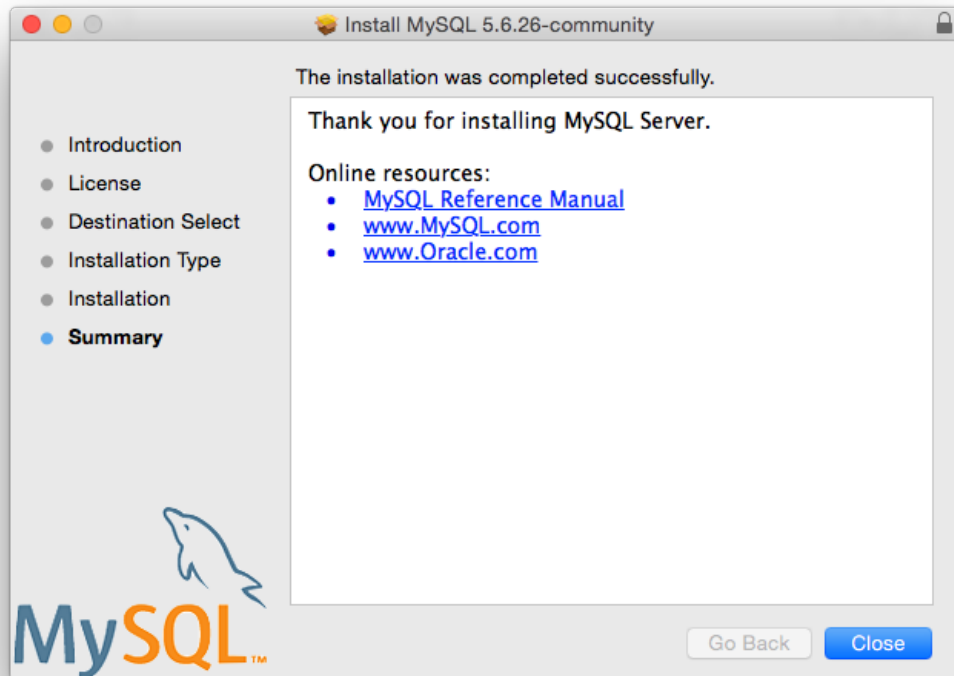 Install MySQL 5.6.26-community
The installation was completed successfully.
Introduction
License
Destination Select
Installation Type
Installation
Summary
Thank you for installing MySQL Server.
Online resources:
• MySQL Reference Manual
• www.MySQL.com
• www.Oracle.com
MySQL™
Go Back
Close